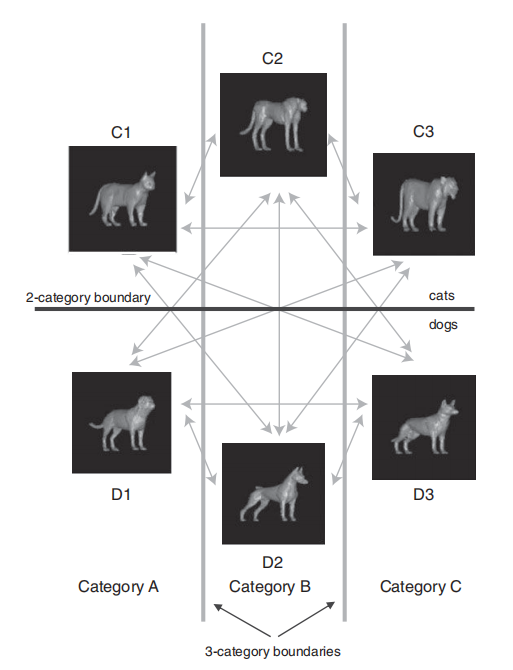 C2
C1
C3
2-category boundary
cats
dogs
D1
D3
D2
Category A
Category B
Category C
3-category boundaries